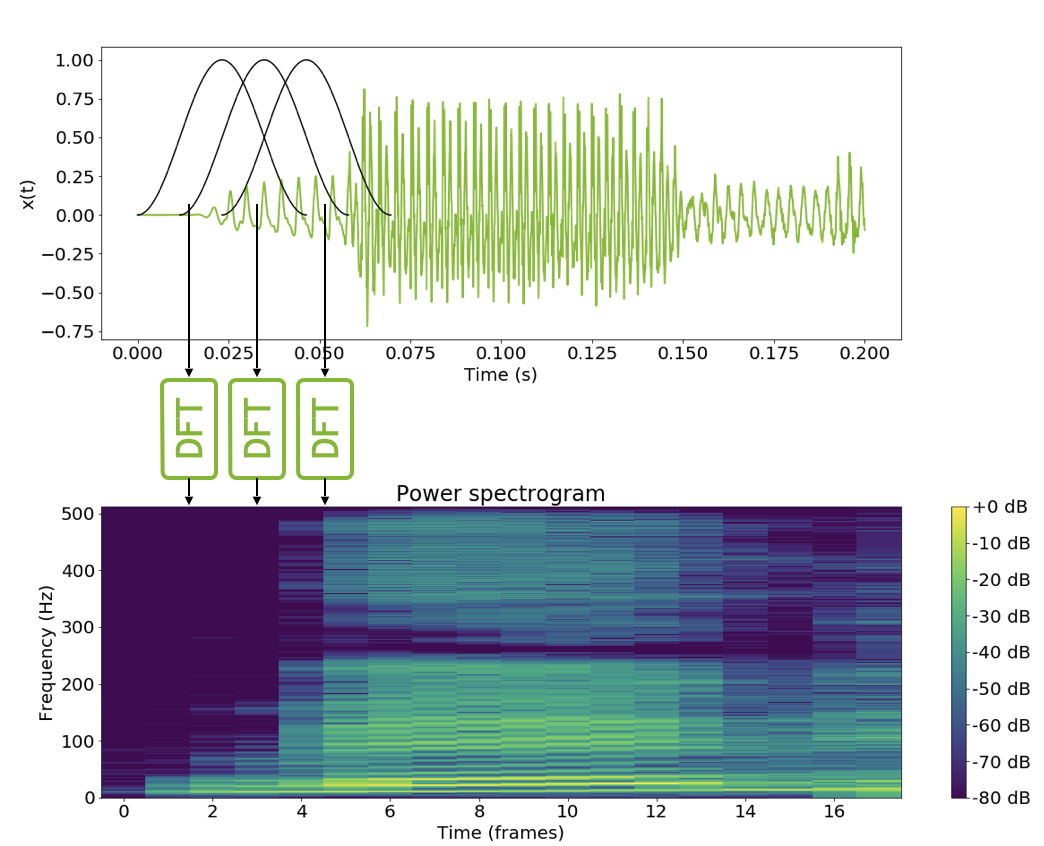 1.00
0.75
0.50
0.25
0.00
−0.25
−0.50
−0.75
x(t)
0.000 0.025 0.050 0.075 0.100 0.125 0.150 0.175 0.200
Time (s)
DFT DFT DFT
Power spectrogram
500
400
300
200
100
0
Frequency (Hz)
0 2 4 6 8 10 12 14 16
Time (frames)
+0 dB
-10 dB
-20 dB
-30 dB
-40 dB
-50 dB
-60 dB
-70 dB
-80 dB